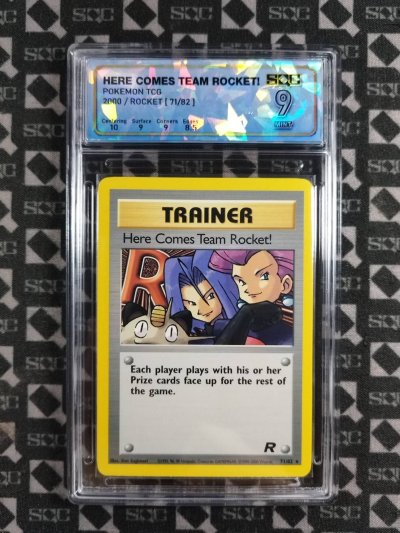 HERE COMES TEAM ROCKET! SQC
POKEMON TCG
2000 / ROCKET [ 71/82 ]
9
MINT
Centering Surface Corners Edges
10 9 9 8.5
TRAINER
Here Comes Team Rocket!
R
Each player plays with his or her
Prize cards face up for the rest of
the game.
R
71/82
SQC